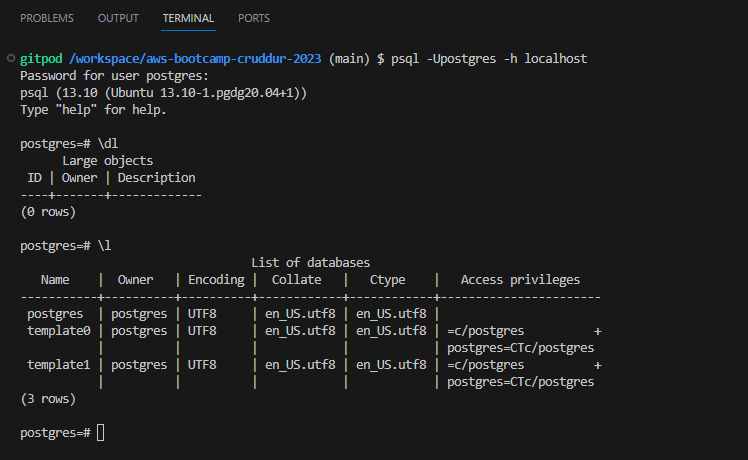 PROBLEMS OUTPUT TERMINAL PORTS
gitpod /workspace/aws-bootcamp-cruddur-2023 (main) $ psql -Upostgres -h localhost
Password for user postgres:
psql (13.10 (Ubuntu 13.10-1.pgdg20.04+1))
Type "help" for help.

postgres=# \dl
      Large objects
 ID | Owner | Description
----+-------+-------------
(0 rows)

postgres=# \l
                               List of databases
   Name    |  Owner   | Encoding |  Collate   |   Ctype    |   Access privileges
-----------+----------+----------+------------+------------+-----------------------
 postgres  | postgres | UTF8     | en_US.utf8 | en_US.utf8 |
 template0 | postgres | UTF8     | en_US.utf8 | en_US.utf8 | =c/postgres          +
           |          |          |            |            | postgres=CTc/postgres
 template1 | postgres | UTF8     | en_US.utf8 | en_US.utf8 | =c/postgres          +
           |          |          |            |            | postgres=CTc/postgres
(3 rows)

postgres=#